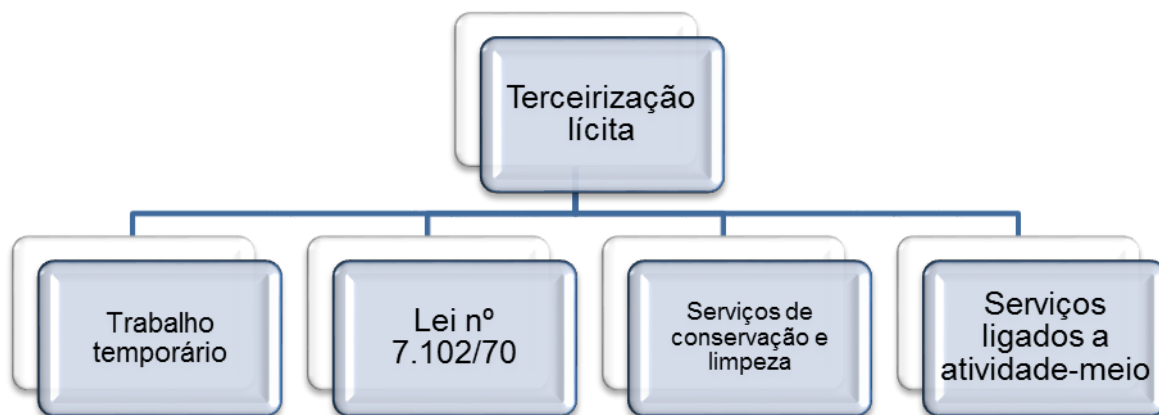 Terceirização
lícita
Trabalho
temporário
Lei nº
7.102/70
Serviços de
conservação e
limpeza
Serviços
ligados a
atividade-meio